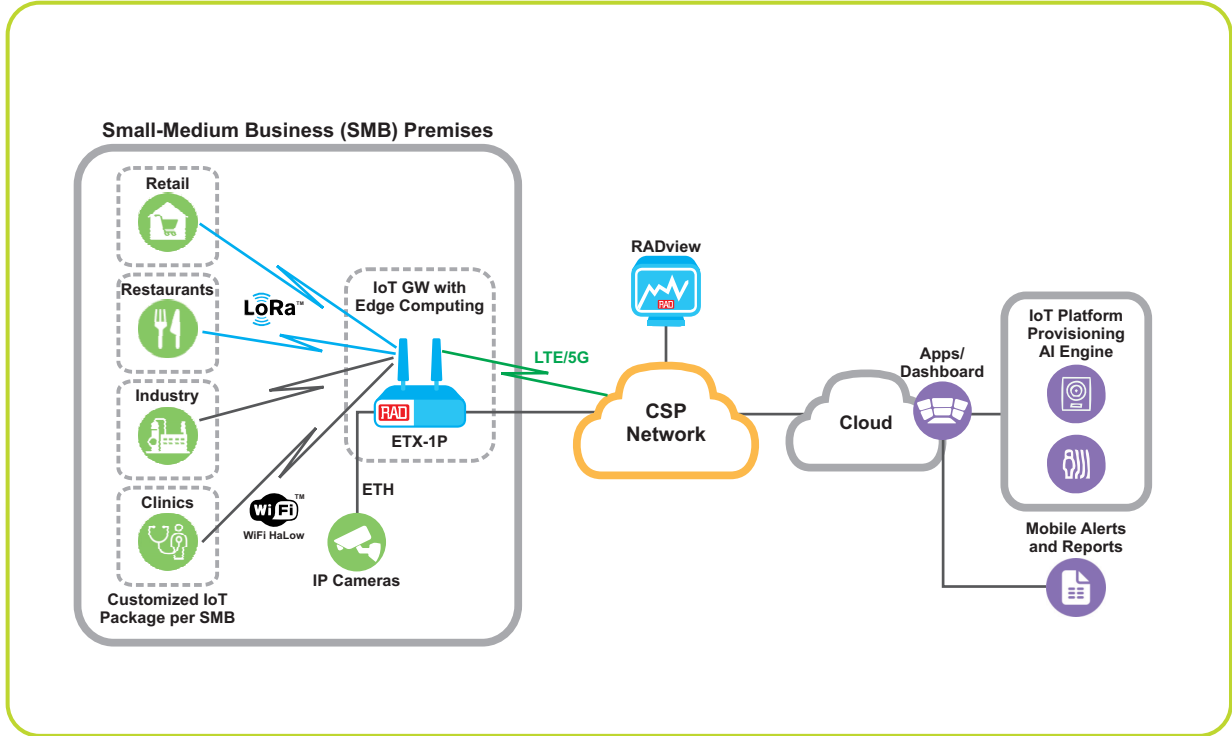 Small-Medium Business (SMB) Premises
Retail
Restaurants
Industry
Clinics
Customized IoT
Package per SMB
LoRa™
WiFi™
WiFi HaLow
IoT GW with
Edge Computing
RAD
ETX-1P
ETH
IP Cameras
LTE/5G
RADview
RAD
CSP
Network
Cloud
Apps/
Dashboard
IoT Platform
Provisioning
AI Engine
Mobile Alerts
and Reports